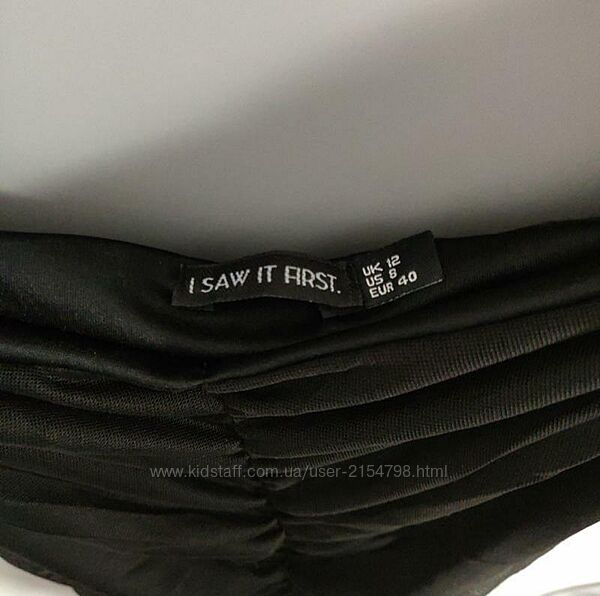 I SAW IT FIRST.
UK 12
US 8
EUR 40
www.kidstaff.com.ua/user-2154798.html